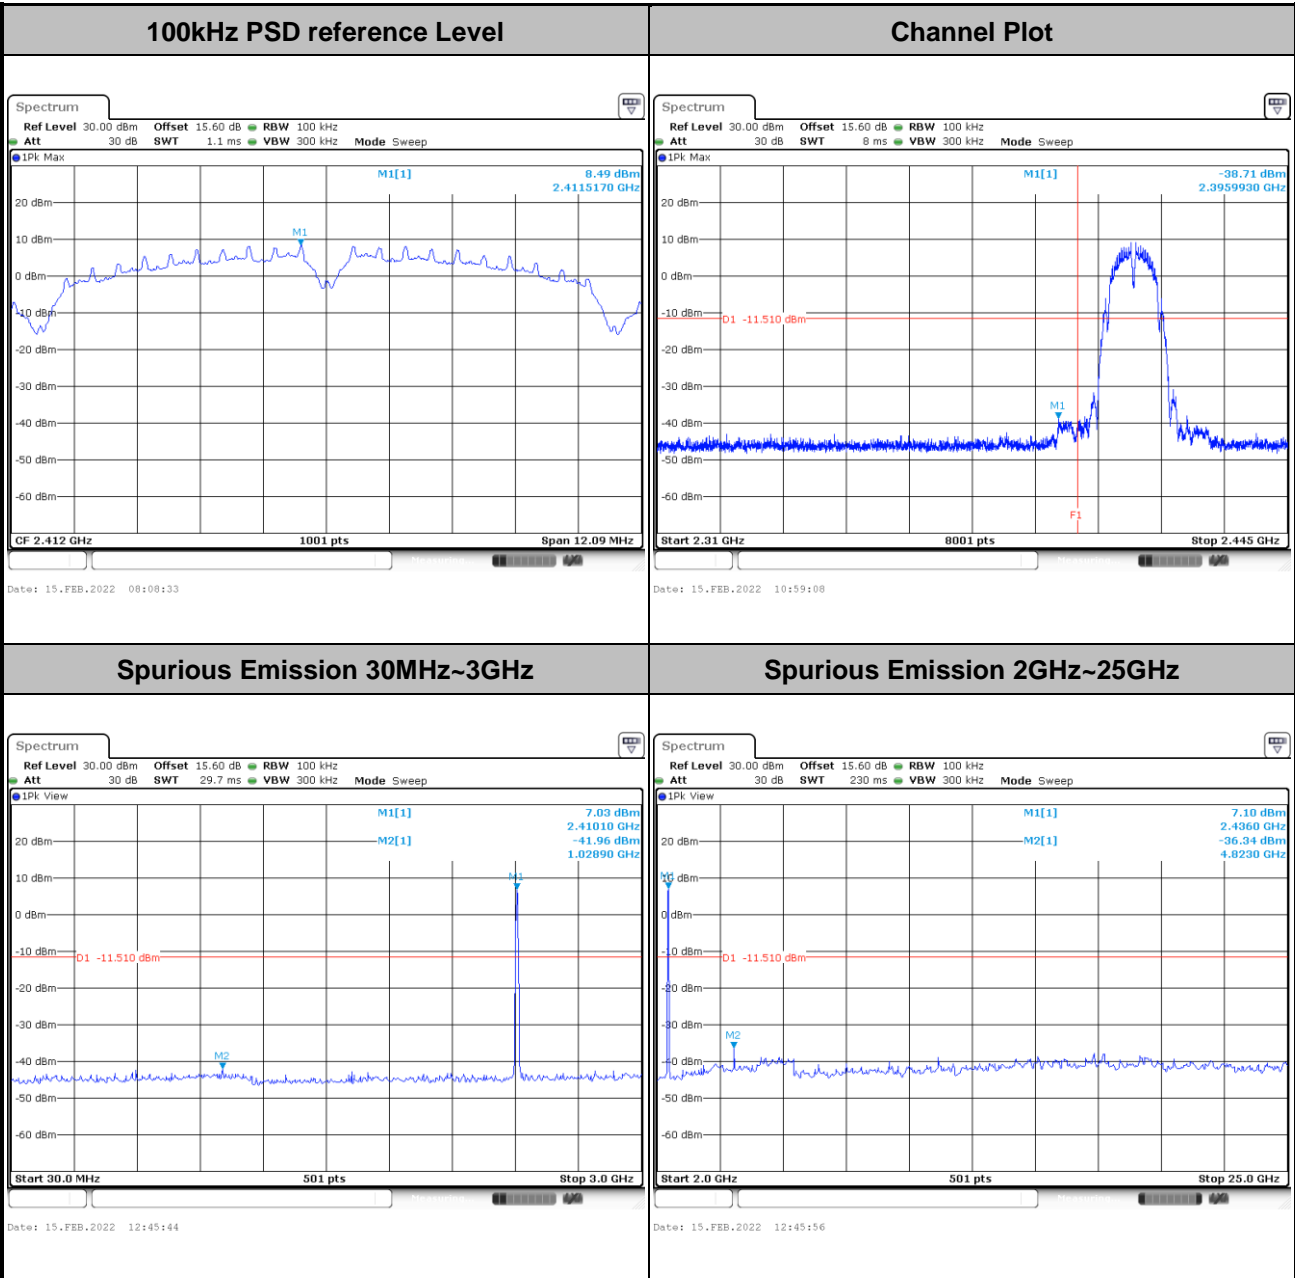 100kHz PSD reference Level
Channel Plot
Spectrum
Ref Level 30.00 dBm Offset 15.60 dB RBW 100 kHz
Att 30 dB SWT 1.1 ms VBW 300 kHz Mode Sweep
1Pk Max
M1[1] 8.49 dBm
2.4115170 GHz
20 dBm
10 dBm
M1
0 dBm
-10 dBm
-20 dBm
-30 dBm
-40 dBm
-50 dBm
-60 dBm
CF 2.412 GHz 1001 pts Span 12.09 MHz
Date: 15.FEB.2022 08:08:33
Spectrum
Ref Level 30.00 dBm Offset 15.60 dB RBW 100 kHz
Att 30 dB SWT 8 ms VBW 300 kHz Mode Sweep
1Pk Max
M1[1] -38.71 dBm
2.3959930 GHz
20 dBm
10 dBm
0 dBm
-10 dBm
D1 -11.510 dBm
-20 dBm
-30 dBm
M1
-40 dBm
-50 dBm
-60 dBm
F1
Start 2.31 GHz 8001 pts Stop 2.445 GHz
Date: 15.FEB.2022 10:59:08
Spurious Emission 30MHz~3GHz
Spurious Emission 2GHz~25GHz
Spectrum
Ref Level 30.00 dBm Offset 15.60 dB RBW 100 kHz
Att 30 dB SWT 29.7 ms VBW 300 kHz Mode Sweep
1Pk View
M1[1] 7.03 dBm
2.41010 GHz
20 dBm
M2[1] -41.96 dBm
1.02890 GHz
10 dBm
M1
0 dBm
-10 dBm
D1 -11.510 dBm
-20 dBm
-30 dBm
M2
-40 dBm
-50 dBm
-60 dBm
Start 30.0 MHz 501 pts Stop 3.0 GHz
Date: 15.FEB.2022 12:45:44
Spectrum
Ref Level 30.00 dBm Offset 15.60 dB RBW 100 kHz
Att 30 dB SWT 230 ms VBW 300 kHz Mode Sweep
1Pk View
M1[1] 7.10 dBm
2.4360 GHz
20 dBm
M2[1] -36.34 dBm
4.8230 GHz
M1
10 dBm
0 dBm
-10 dBm
D1 -11.510 dBm
-20 dBm
-30 dBm
M2
-40 dBm
-50 dBm
-60 dBm
Start 2.0 GHz 501 pts Stop 25.0 GHz
Date: 15.FEB.2022 12:45:56